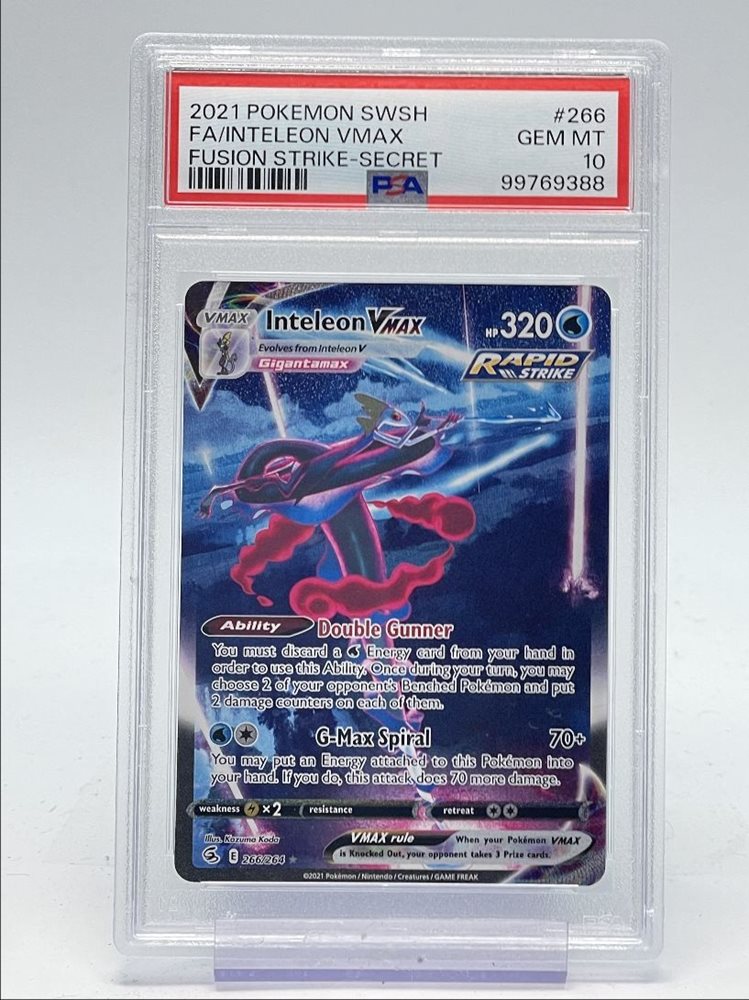 2021 POKEMON SWSH #266
FA/INTELEON VMAX GEM MT
FUSION STRIKE-SECRET 10
PSA 99769388
VMAX Inteleon VMAX HP 320
Evolves from Inteleon V
Gigantamax
RAPID
STRIKE
Ability Double Gunner
You must discard a Energy card from your hand in
order to use this Ability. Once during your turn, you may
choose 2 of your opponent's Benched Pokémon and put
2 damage counters on each of them.
G-Max Spiral 70+
You may put an Energy attached to this Pokémon into
your hand. If you do, this attack does 70 more damage.
weakness ×2 resistance retreat
Illus. Kazuma Koda
E 266/264
VMAX rule When your Pokémon VMAX
is Knocked Out, your opponent takes 3 Prize cards.
©2021 Pokémon / Nintendo / Creatures / GAME FREAK